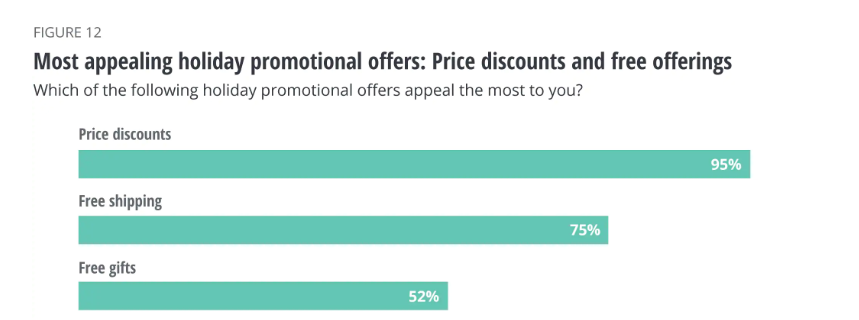 FIGURE 12
Most appealing holiday promotional offers: Price discounts and free offerings
Which of the following holiday promotional offers appeal the most to you?
Price discounts
95%
Free shipping
75%
Free gifts
52%